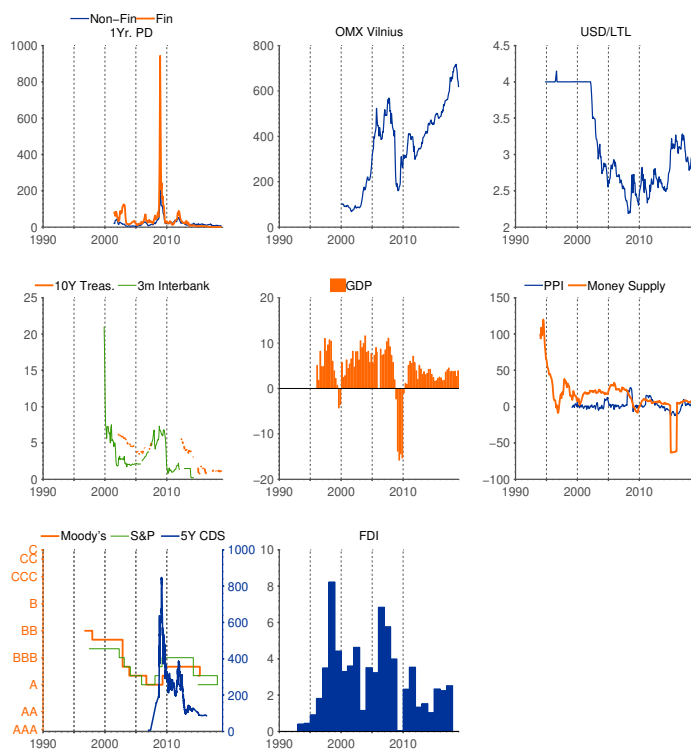 Non-Fin Fin
1Yr. PD
1000
800
600
400
200
0
1990 2000 2010
OMX Vilnius
800
600
400
200
0
1990 2000 2010
USD/LTL
4.5
4
3.5
3
2.5
2
1990 2000 2010
10Y Treas. 3m Interbank
25
20
15
10
5
0
1990 2000 2010
GDP
20
10
0
−10
−20
1990 2000 2010
PPI Money Supply
150
100
50
0
−50
−100
1990 2000 2010
Moody's S&P 5Y CDS
C
CC
CCC
B
BB
BBB
A
AA
AAA
1000
800
600
400
200
0
1990 2000 2010
FDI
10
8
6
4
2
0
1990 2000 2010